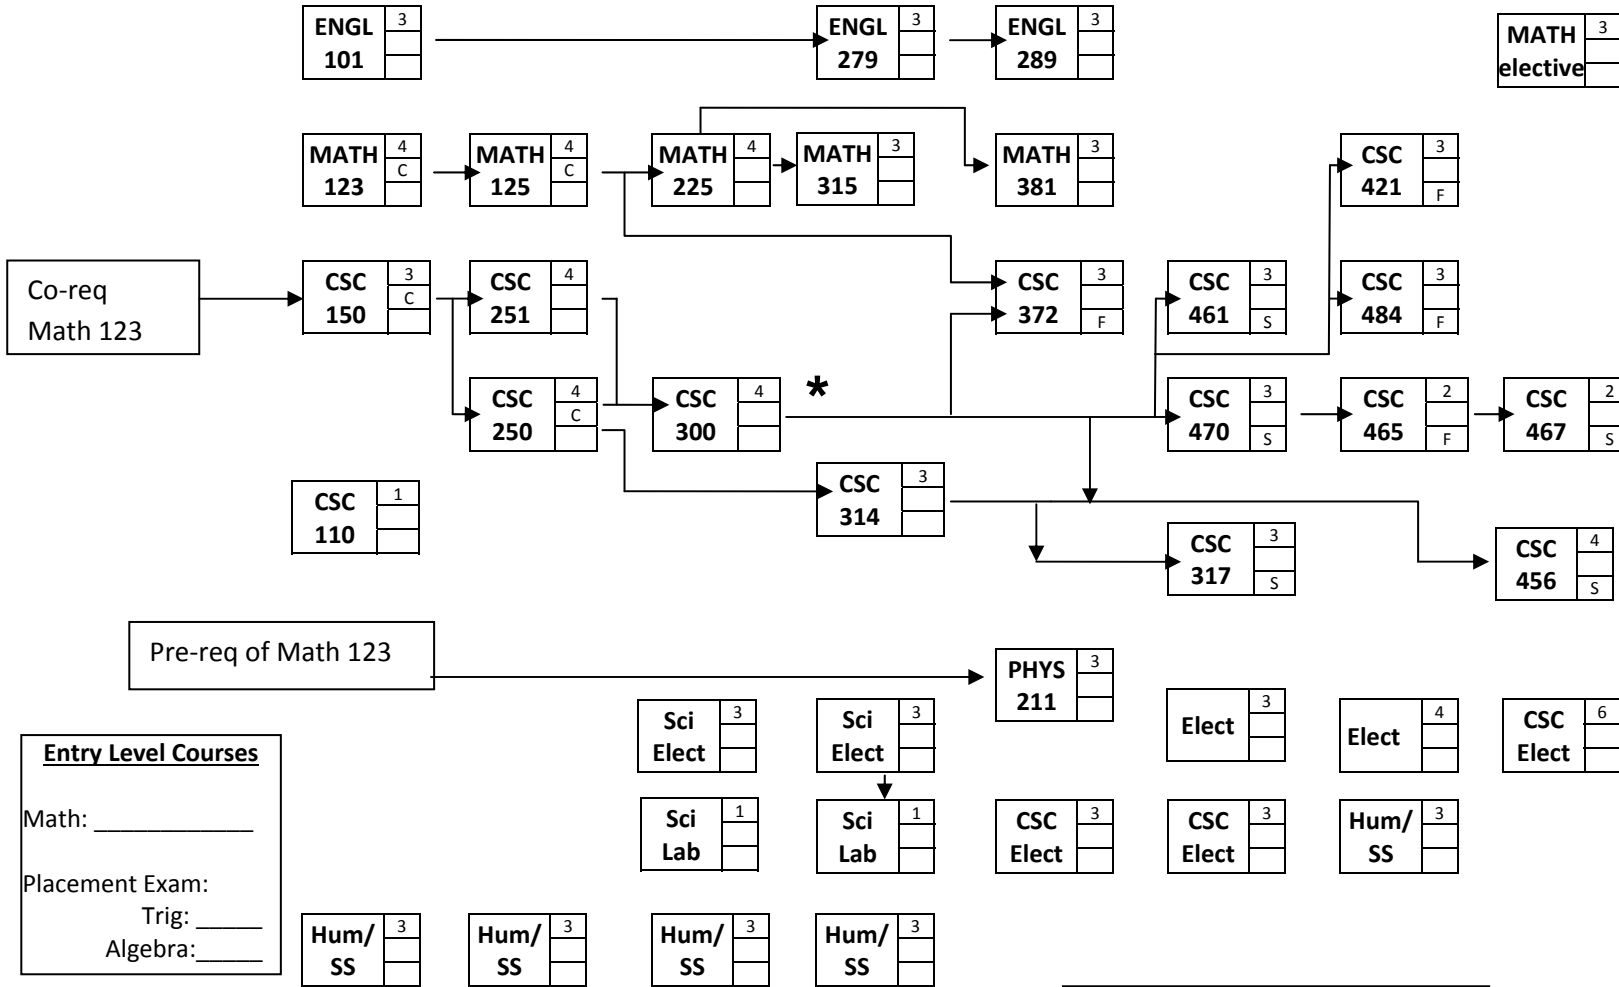 ENGL 3
101
ENGL 3
279
ENGL 3
289
MATH 3
elective
MATH 4
123 C
MATH 4
125 C
MATH 4
225
MATH 3
315
MATH 3
381
CSC 3
421 F
Co-req
Math 123
CSC 3
150 C
CSC 4
251
CSC 3
372 F
CSC 3
461 S
CSC 3
484 F
CSC 4
250 C
CSC 4
300
*
CSC 3
470 S
CSC 2
465 F
CSC 2
467 S
CSC 1
110
CSC 3
314
CSC 3
317 S
CSC 4
456 S
Pre-req of Math 123
PHYS 3
211
Sci 3
Elect
Sci 3
Elect
Elect 3
Elect 4
CSC 6
Elect
Entry Level Courses
Math: ____________
Placement Exam:
Trig: _____
Algebra:_____
Sci 1
Lab
Sci 1
Lab
CSC 3
Elect
CSC 3
Elect
Hum/ 3
SS
Hum/ 3
SS
Hum/ 3
SS
Hum/ 3
SS
Hum/ 3
SS